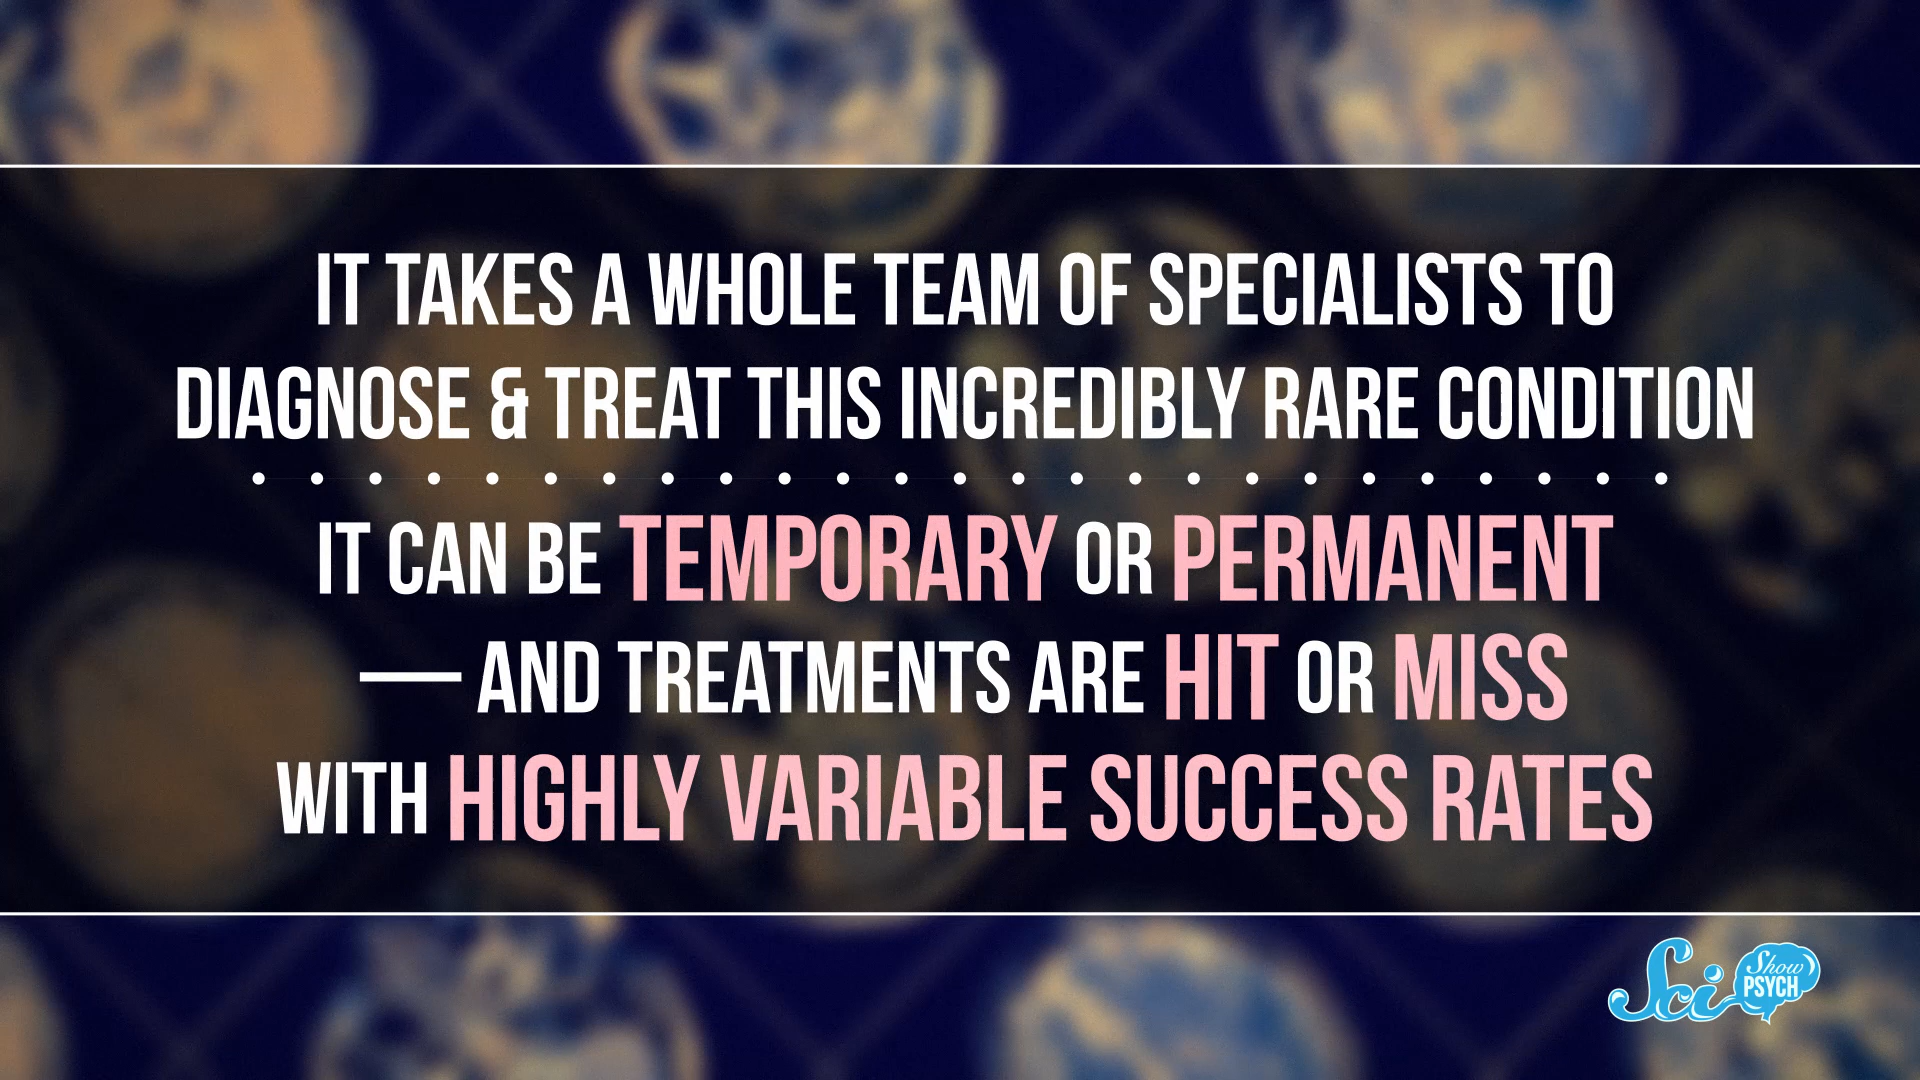 IT TAKES A WHOLE TEAM OF SPECIALISTS TO
DIAGNOSE & TREAT THIS INCREDIBLY RARE CONDITION
IT CAN BE TEMPORARY OR PERMANENT
— AND TREATMENTS ARE HIT OR MISS
WITH HIGHLY VARIABLE SUCCESS RATES
Sci Show
PSYCH